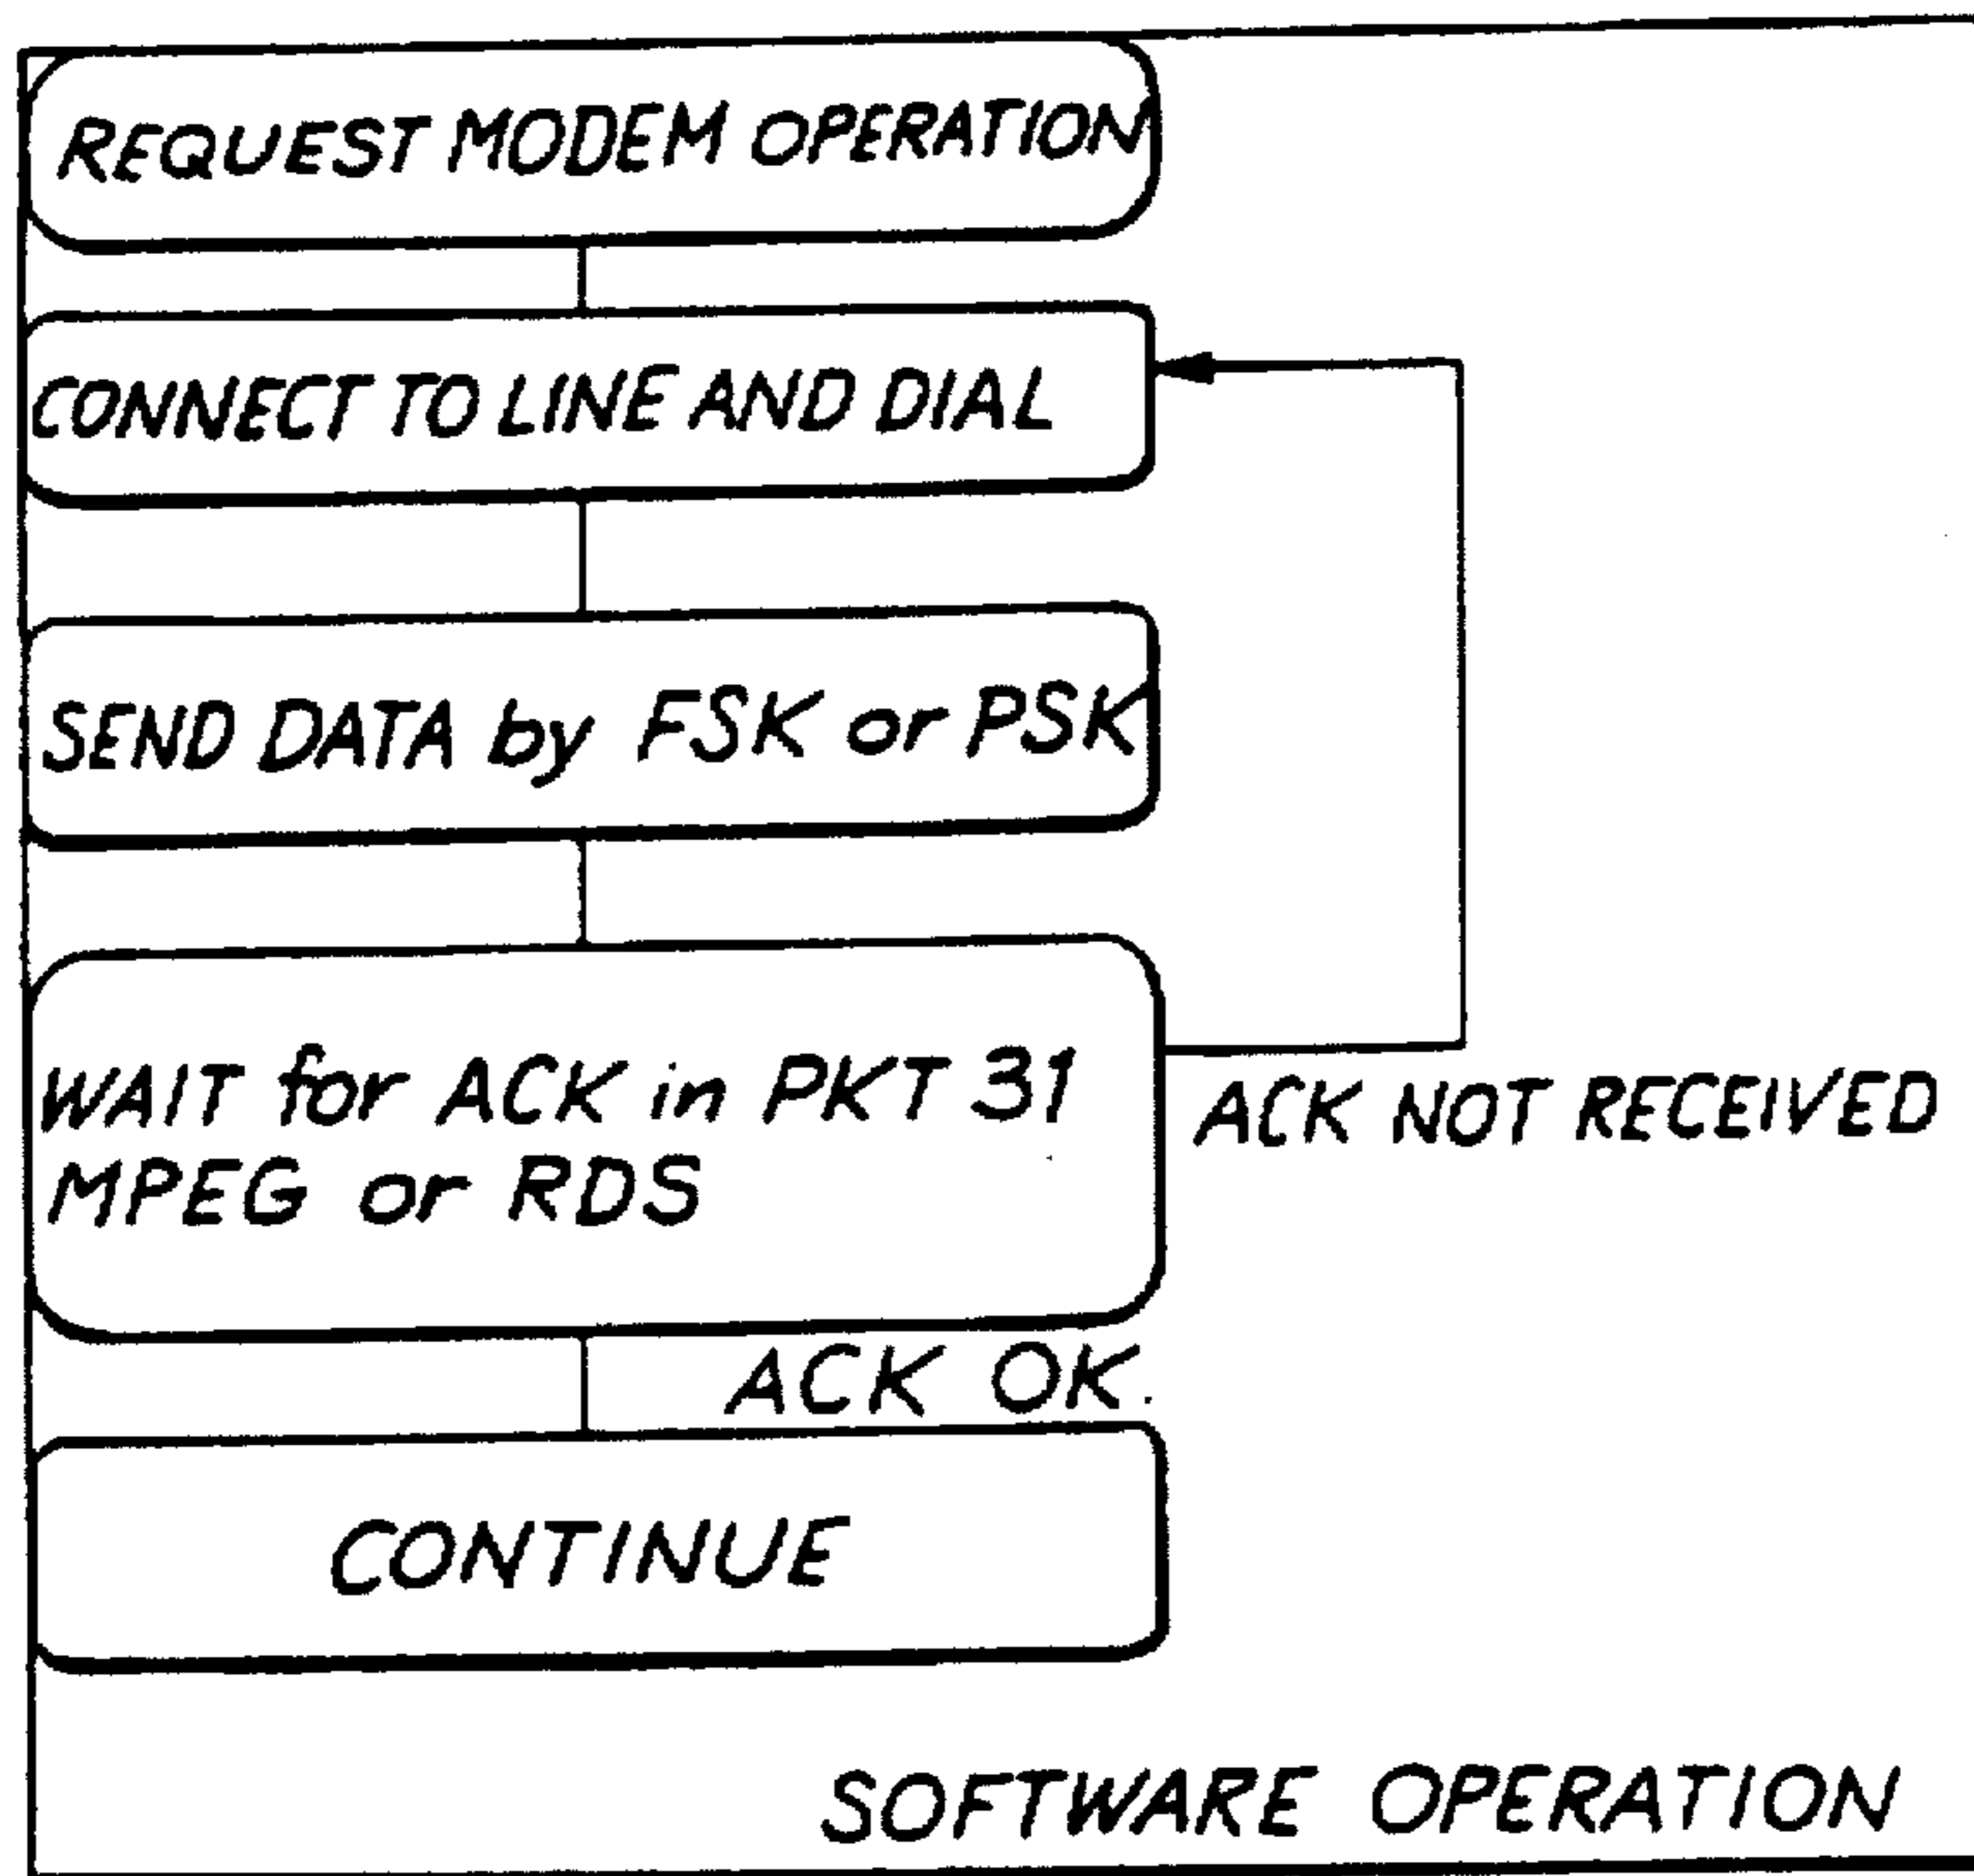 REQUEST MODEM OPERATION
CONNECT TO LINE AND DIAL
SEND DATA by FSK or PSK
WAIT for ACK in PKT 31
MPEG or RDS
ACK NOT RECEIVED
ACK OK.
CONTINUE
SOFTWARE OPERATION